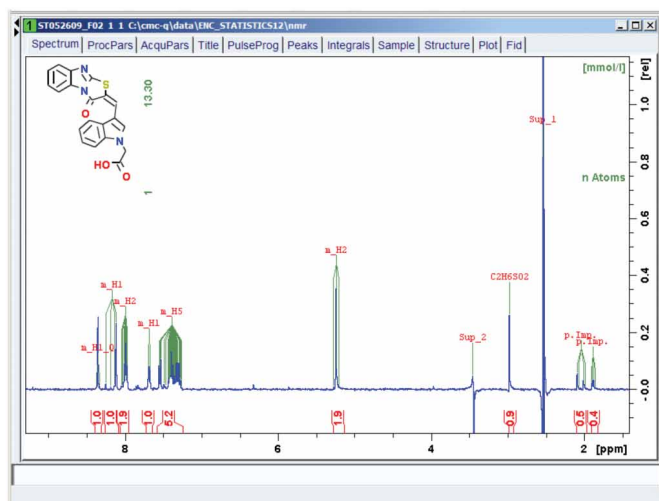 1 ST052609_F02 1 1 C:\cmc-q\data\ENC_STATISTICS12\nmr
Spectrum ProcPars AcquPars Title PulseProg Peaks Integrals Sample Structure Plot Fid
[mmol/l] [rel]
13.30
n Atoms
1
N
S
N
O
N
HO
O
Sup_1
m_H1
m_H2
m_H1_O
m_H1
m_H5
m_H2
C2H6SO2
Sup_2
p.Imp.
p.Imp.
1.0
0.8
0.6
0.4
0.2
-0.0
1.0
1.0
1.9
1.0
5.2
1.9
0.9
0.5
0.4
8 6 4 2 [ppm]